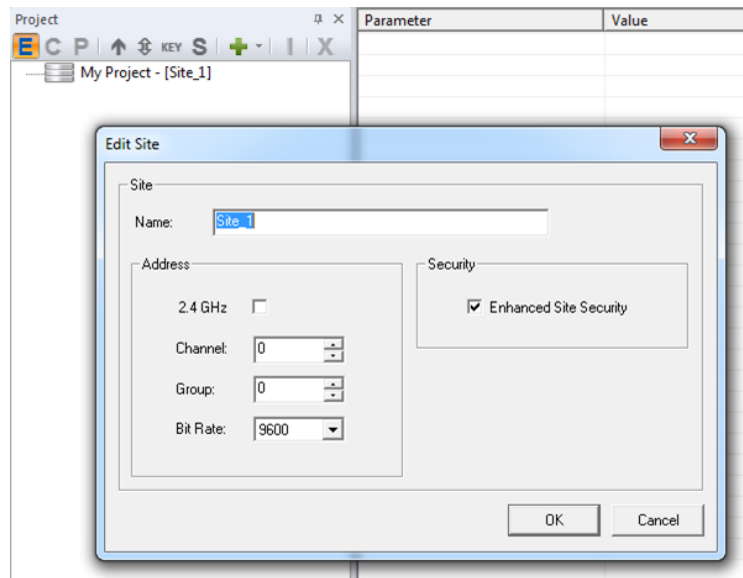 Project
Parameter Value
E C P KEY S I X
My Project - [Site_1]
Edit Site
Site
Name: Site_1
Address
Security
2.4 GHz
Enhanced Site Security
Channel: 0
Group: 0
Bit Rate: 9600
OK Cancel